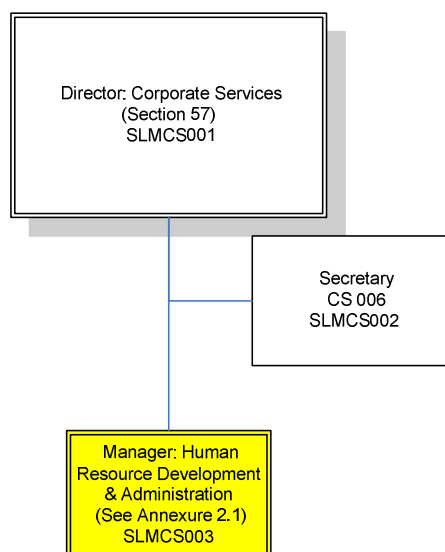 Director: Corporate Services
(Section 57)
SLMCS001
Secretary
CS 006
SLMCS002
Manager: Human
Resource Development
& Administration
(See Annexure 2.1)
SLMCS003